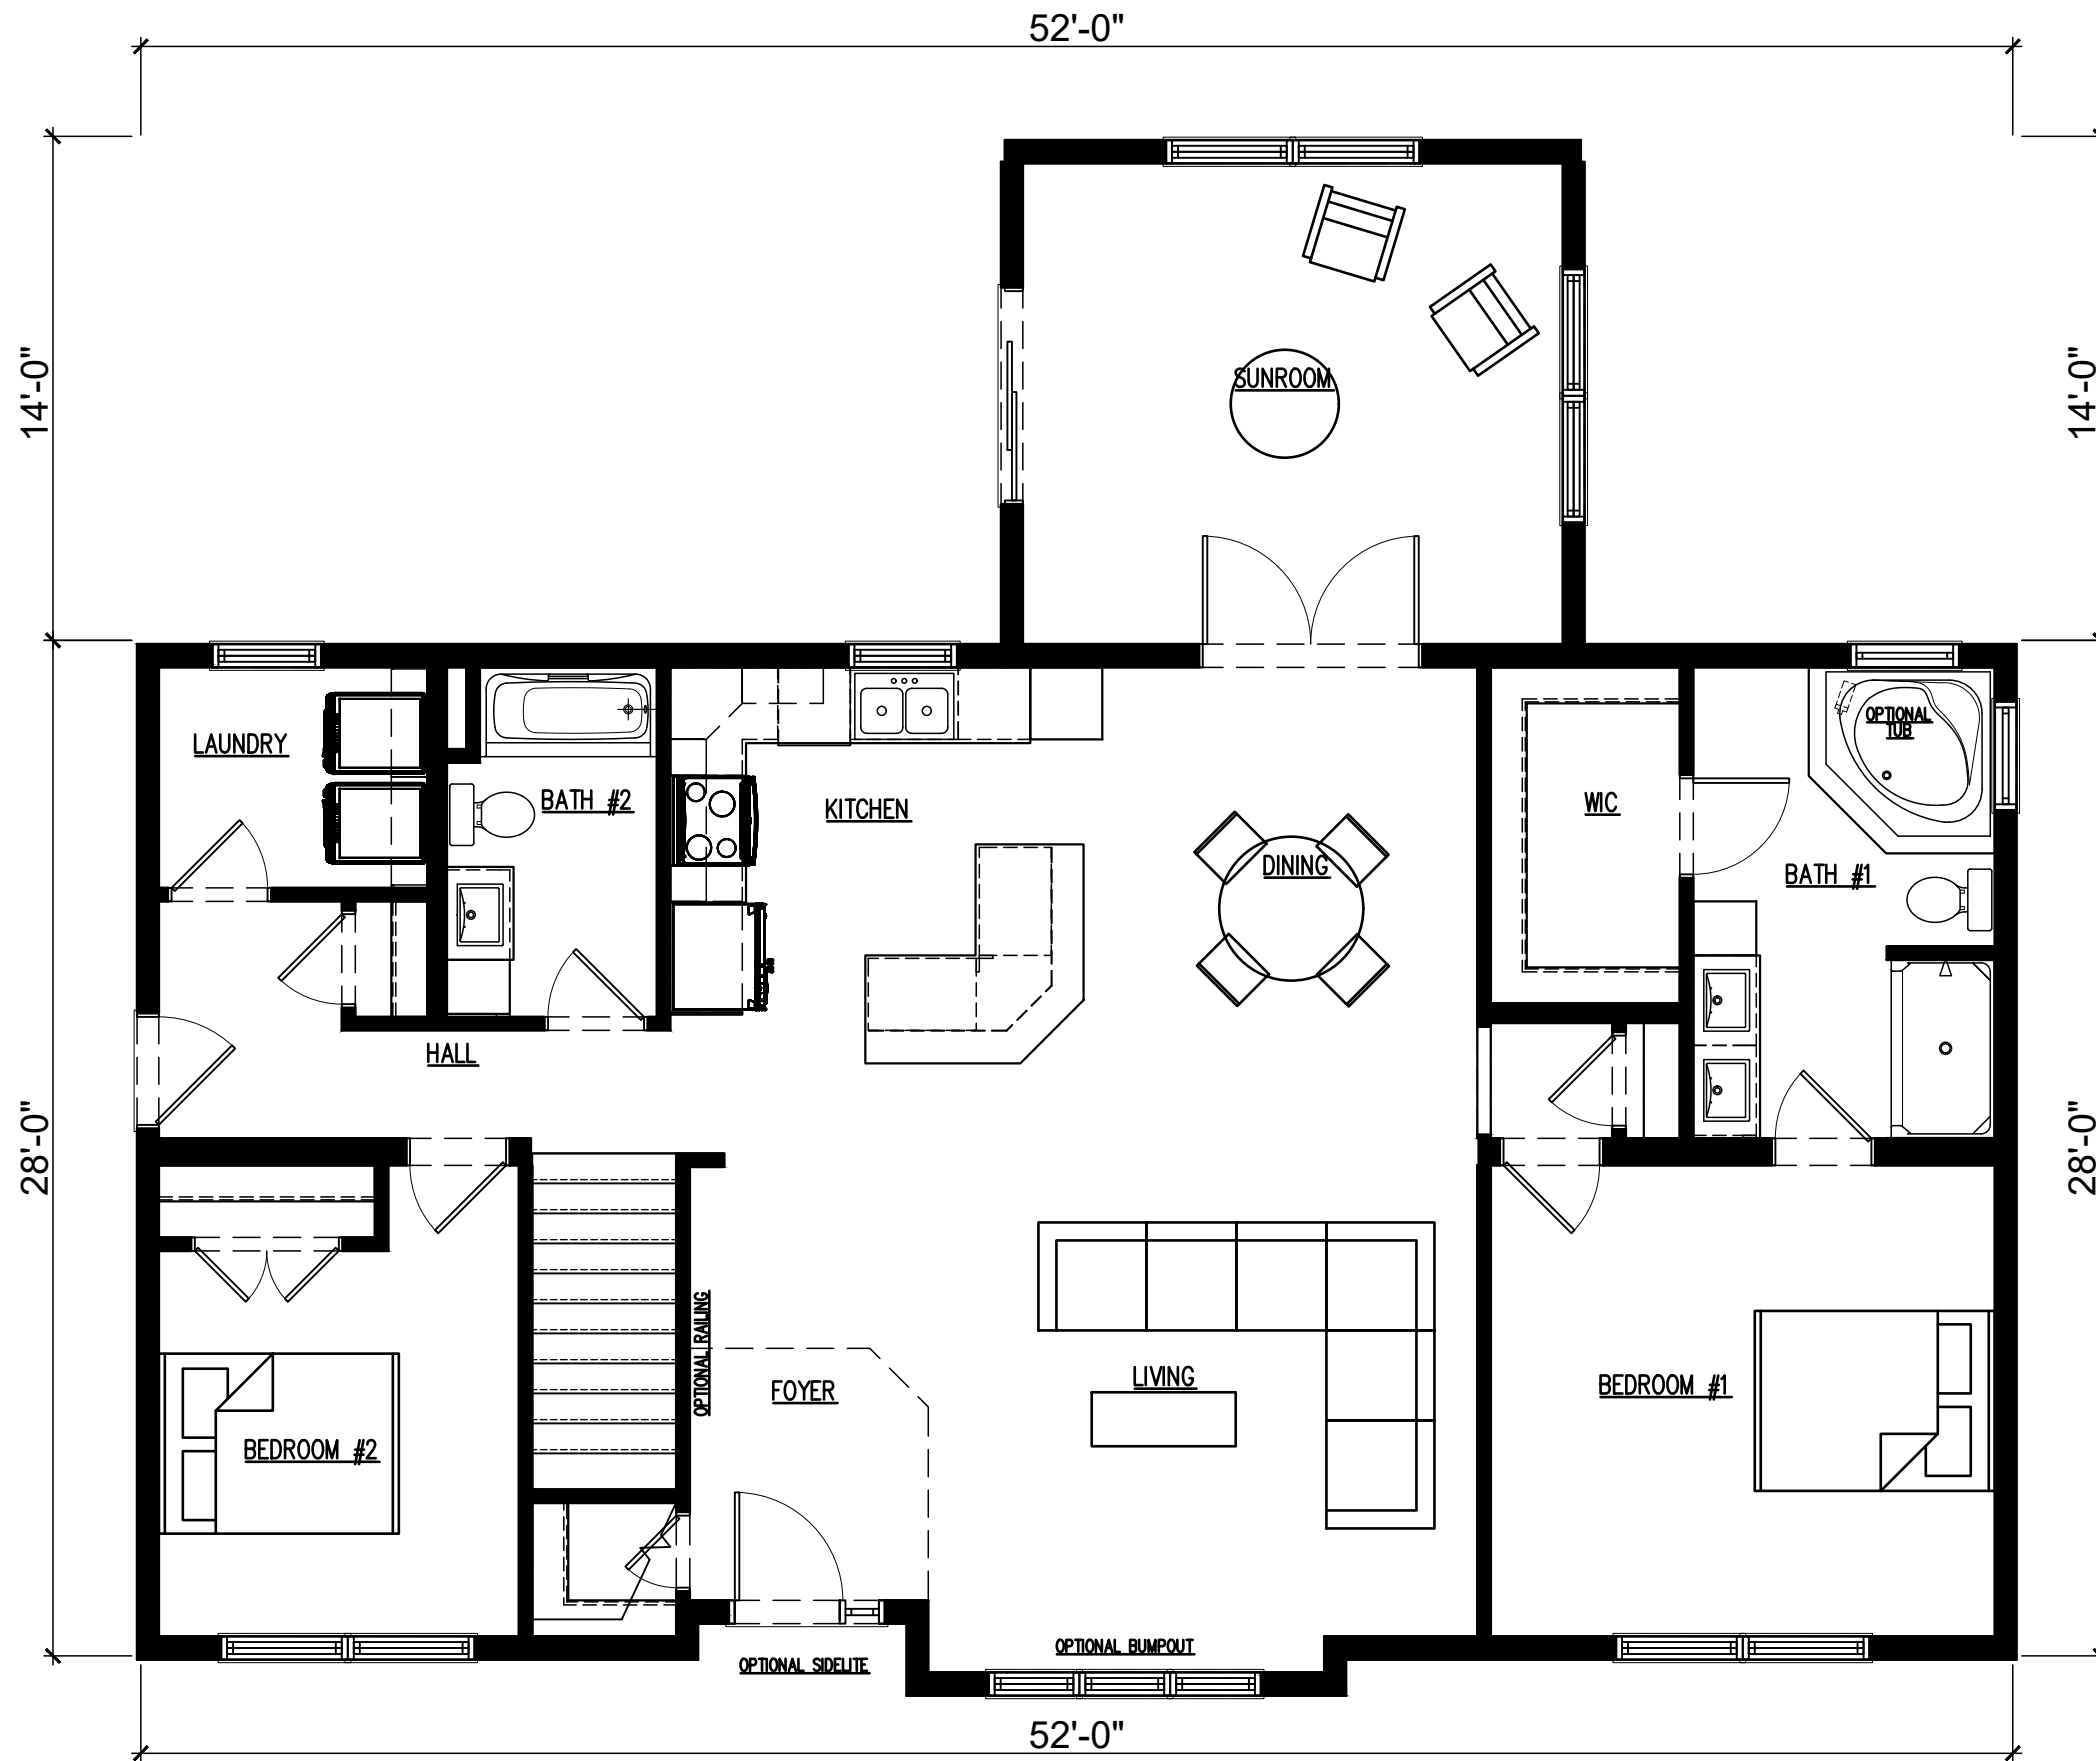 52'-0"
14'-0"
14'-0"
SUNROOM
OPTIONAL
TUB
LAUNDRY
BATH #2
KITCHEN
WIC
DINING
BATH #1
HALL
28'-0"
28'-0"
OPTIONAL RAILING
FOYER
LIVING
BEDROOM #1
BEDROOM #2
OPTIONAL BUMPOUT
OPTIONAL SIDELITE
52'-0"